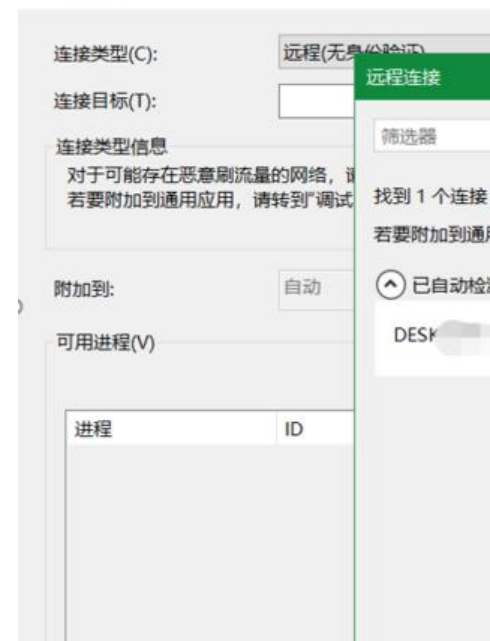 连接类型(C):
远程(无身份验证)
远程连接
连接目标(T):
筛选器
连接类型信息
对于可能存在恶意刷流量的网络，
若要附加到通用应用，请转到"调试
找到 1 个连接
若要附加到通
附加到:
自动
已自动检
DESK
可用进程(V)
进程
ID